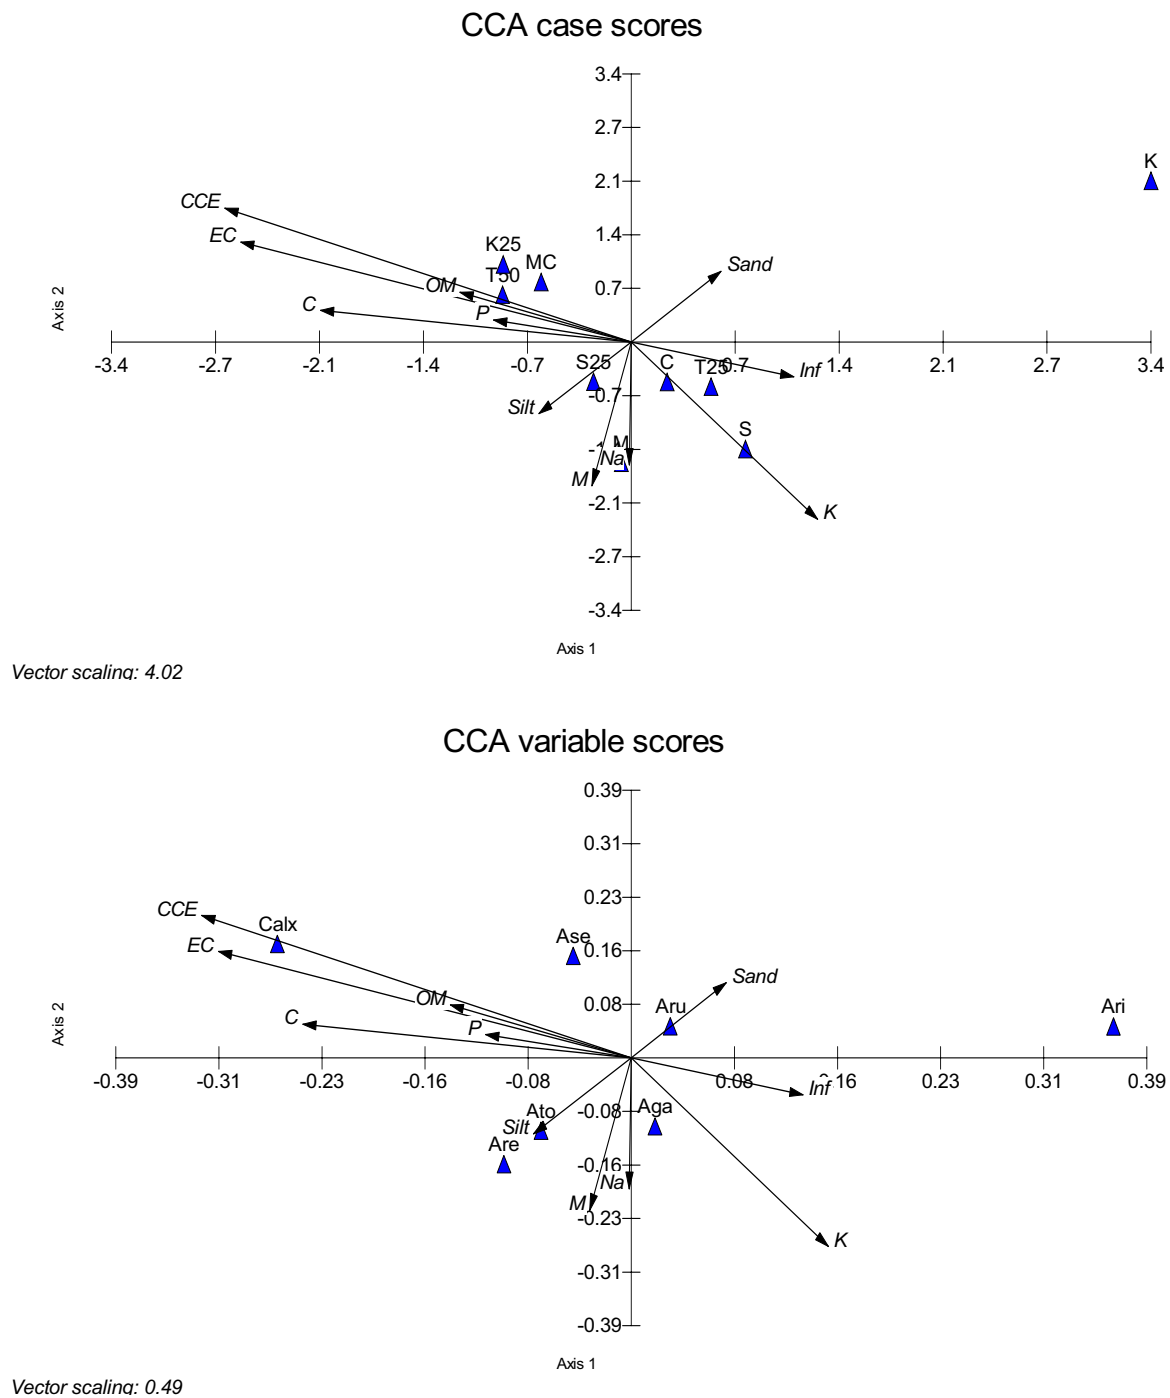 CCA case scores
3.4
2.7
2.1
1.4
0.7
-0.7
-2.1
-2.7
-3.4
-3.4
-2.7
-2.1
-1.4
-0.7
0.7
1.4
2.1
2.7
3.4
K
CCE
EC
K25
MC
T50
OM
Sand
C
P
S25
C
T25
Inf
Silt
S
M
Na
M
K
Axis 2
Axis 1
Vector scaling: 4.02
CCA variable scores
0.39
0.31
0.23
0.16
0.08
-0.08
-0.16
-0.23
-0.31
-0.39
-0.39
-0.31
-0.23
-0.16
-0.08
0.08
0.16
0.23
0.31
0.39
CCE
Calx
EC
Ase
Sand
OM
Aru
Ari
C
P
Inf
Ato
Aga
Silt
Are
Na
M
K
Axis 2
Axis 1
Vector scaling: 0.49